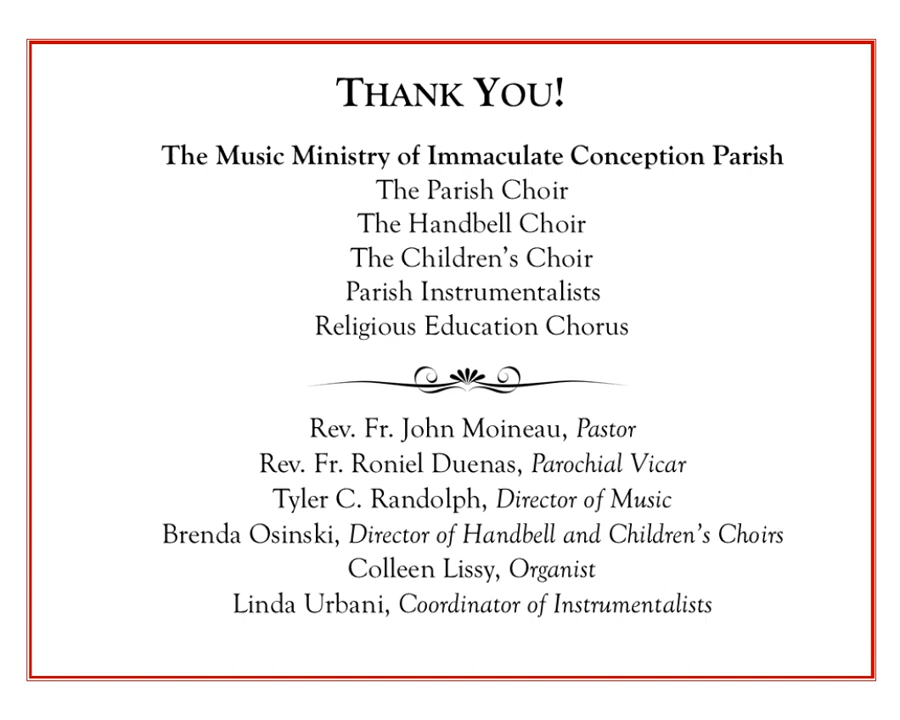 THANK YOU!
The Music Ministry of Immaculate Conception Parish
The Parish Choir
The Handbell Choir
The Children's Choir
Parish Instrumentalists
Religious Education Chorus
Rev. Fr. John Moineau, Pastor
Rev. Fr. Roniel Duenas, Parochial Vicar
Tyler C. Randolph, Director of Music
Brenda Osinski, Director of Handbell and Children's Choirs
Colleen Lissy, Organist
Linda Urbani, Coordinator of Instrumentalists